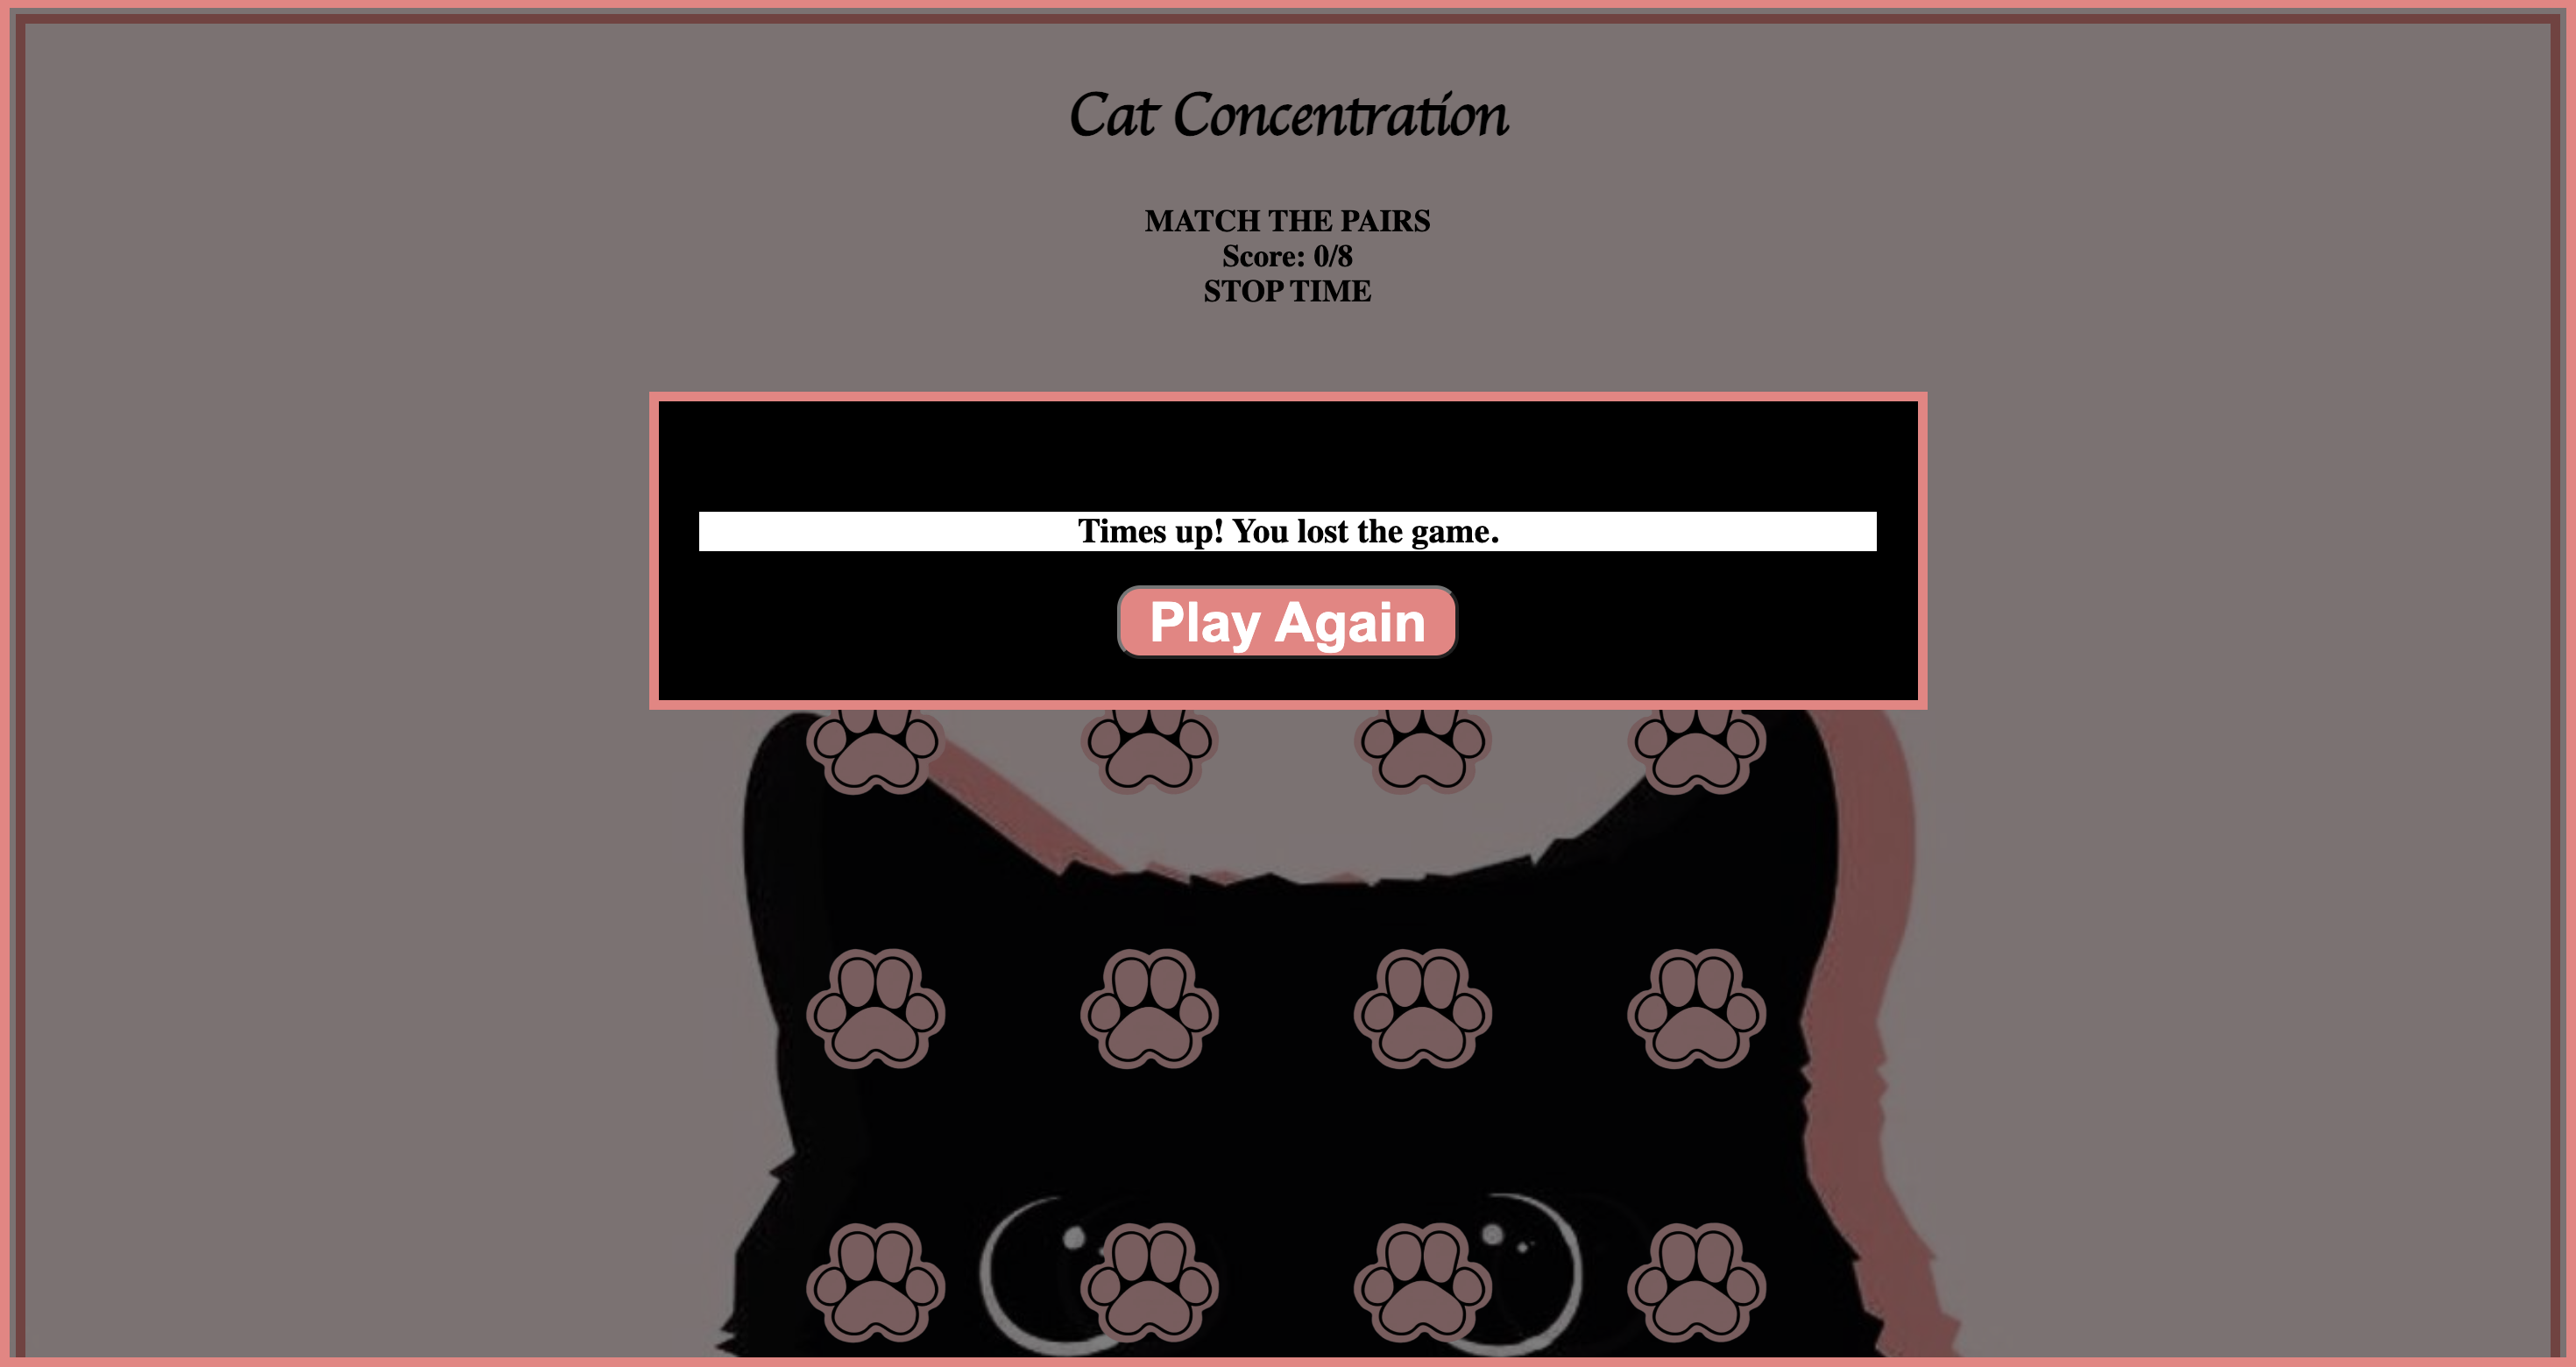 Cat Concentration
MATCH THE PAIRS
Score: 0/8
STOP TIME
Times up! You lost the game.
Play Again